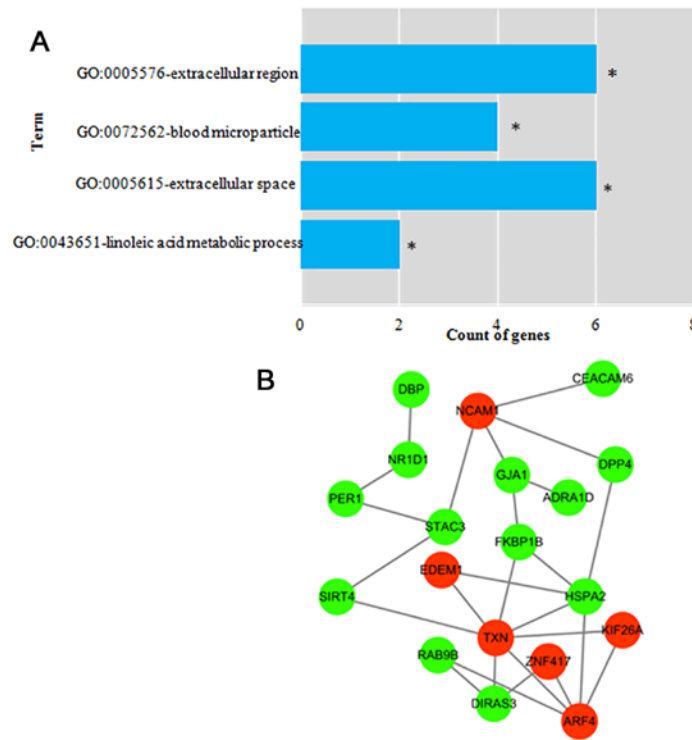 A
GO:0005576-extracellular region
*
GO:0072562-blood microparticle
*
Term
GO:0005615-extracellular space
*
GO:0043651-linoleic acid metabolic process
*
0 2 4 6 8
Count of genes
B
CEACAM6
DBP
NCAM1
NR1D1
DPP4
GJA1
PER1
ADRA1D
STAC3
FKBP1B
EDEM1
SIRT4
HSPA2
KIF26A
TXN
RAB9B
ZNF417
DIRAS3
ARF4